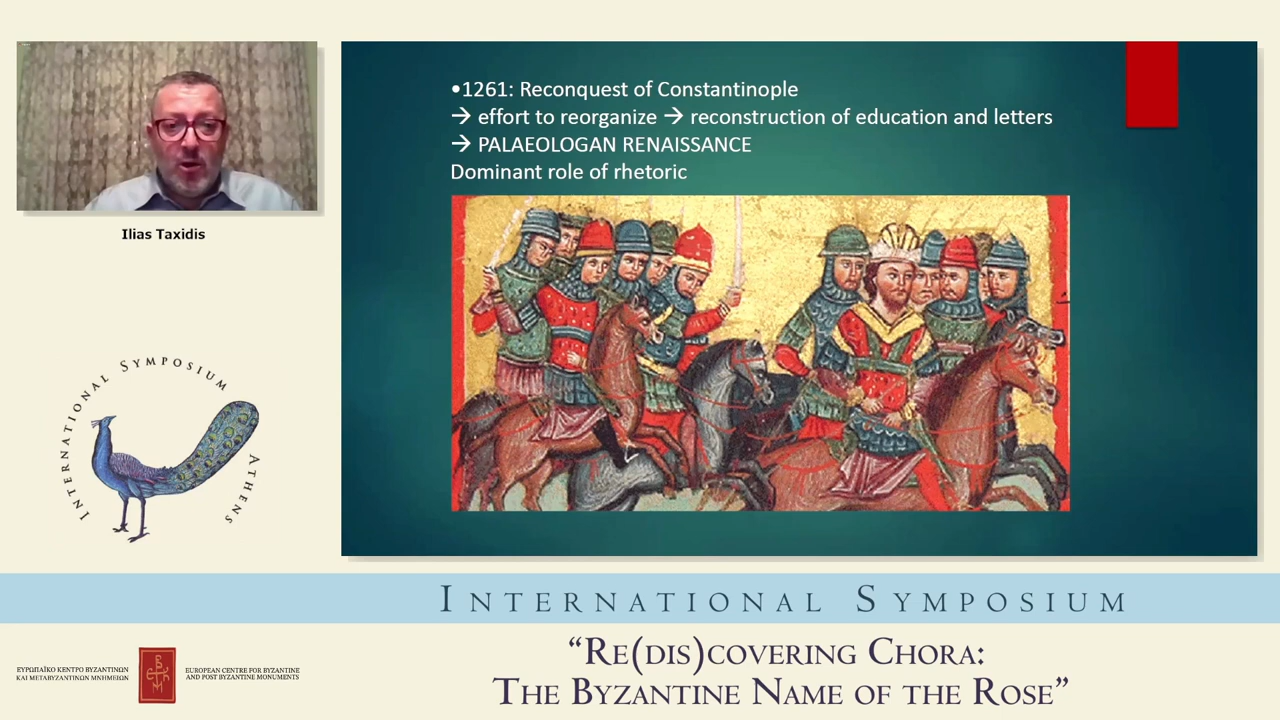 •1261: Reconquest of Constantinople
→ effort to reorganize → reconstruction of education and letters
→ PALAEOLOGAN RENAISSANCE
Dominant role of rhetoric
Ilias Taxidis
INTERNATIONAL SYMPOSIUM ATHENS
INTERNATIONAL SYMPOSIUM
“RE(DIS)COVERING CHORA:
THE BYZANTINE NAME OF THE ROSE”
ΕΥΡΩΠΑΪΚΟ ΚΕΝΤΡΟ ΒΥΖΑΝΤΙΝΩΝ
ΚΑΙ ΜΕΤΑΒΥΖΑΝΤΙΝΩΝ ΜΝΗΜΕΙΩΝ
EUROPEAN CENTRE FOR BYZANTINE
AND POST BYZANTINE MONUMENTS